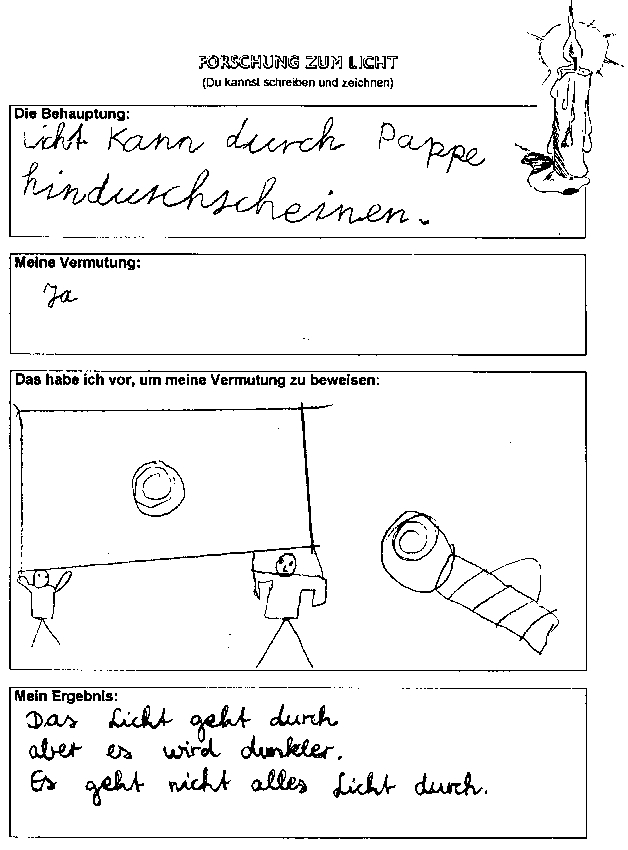 FORSCHUNG ZUM LICHT
(Du kannst schreiben und zeichnen)
Die Behauptung:
Licht kann durch Pappe
hinduschscheinen.
Meine Vermutung:
Ja
Das habe ich vor, um meine Vermutung zu beweisen:
Mein Ergebnis:
Das Licht geht durch
aber es wird dunkler.
Es geht nicht alles Licht durch.